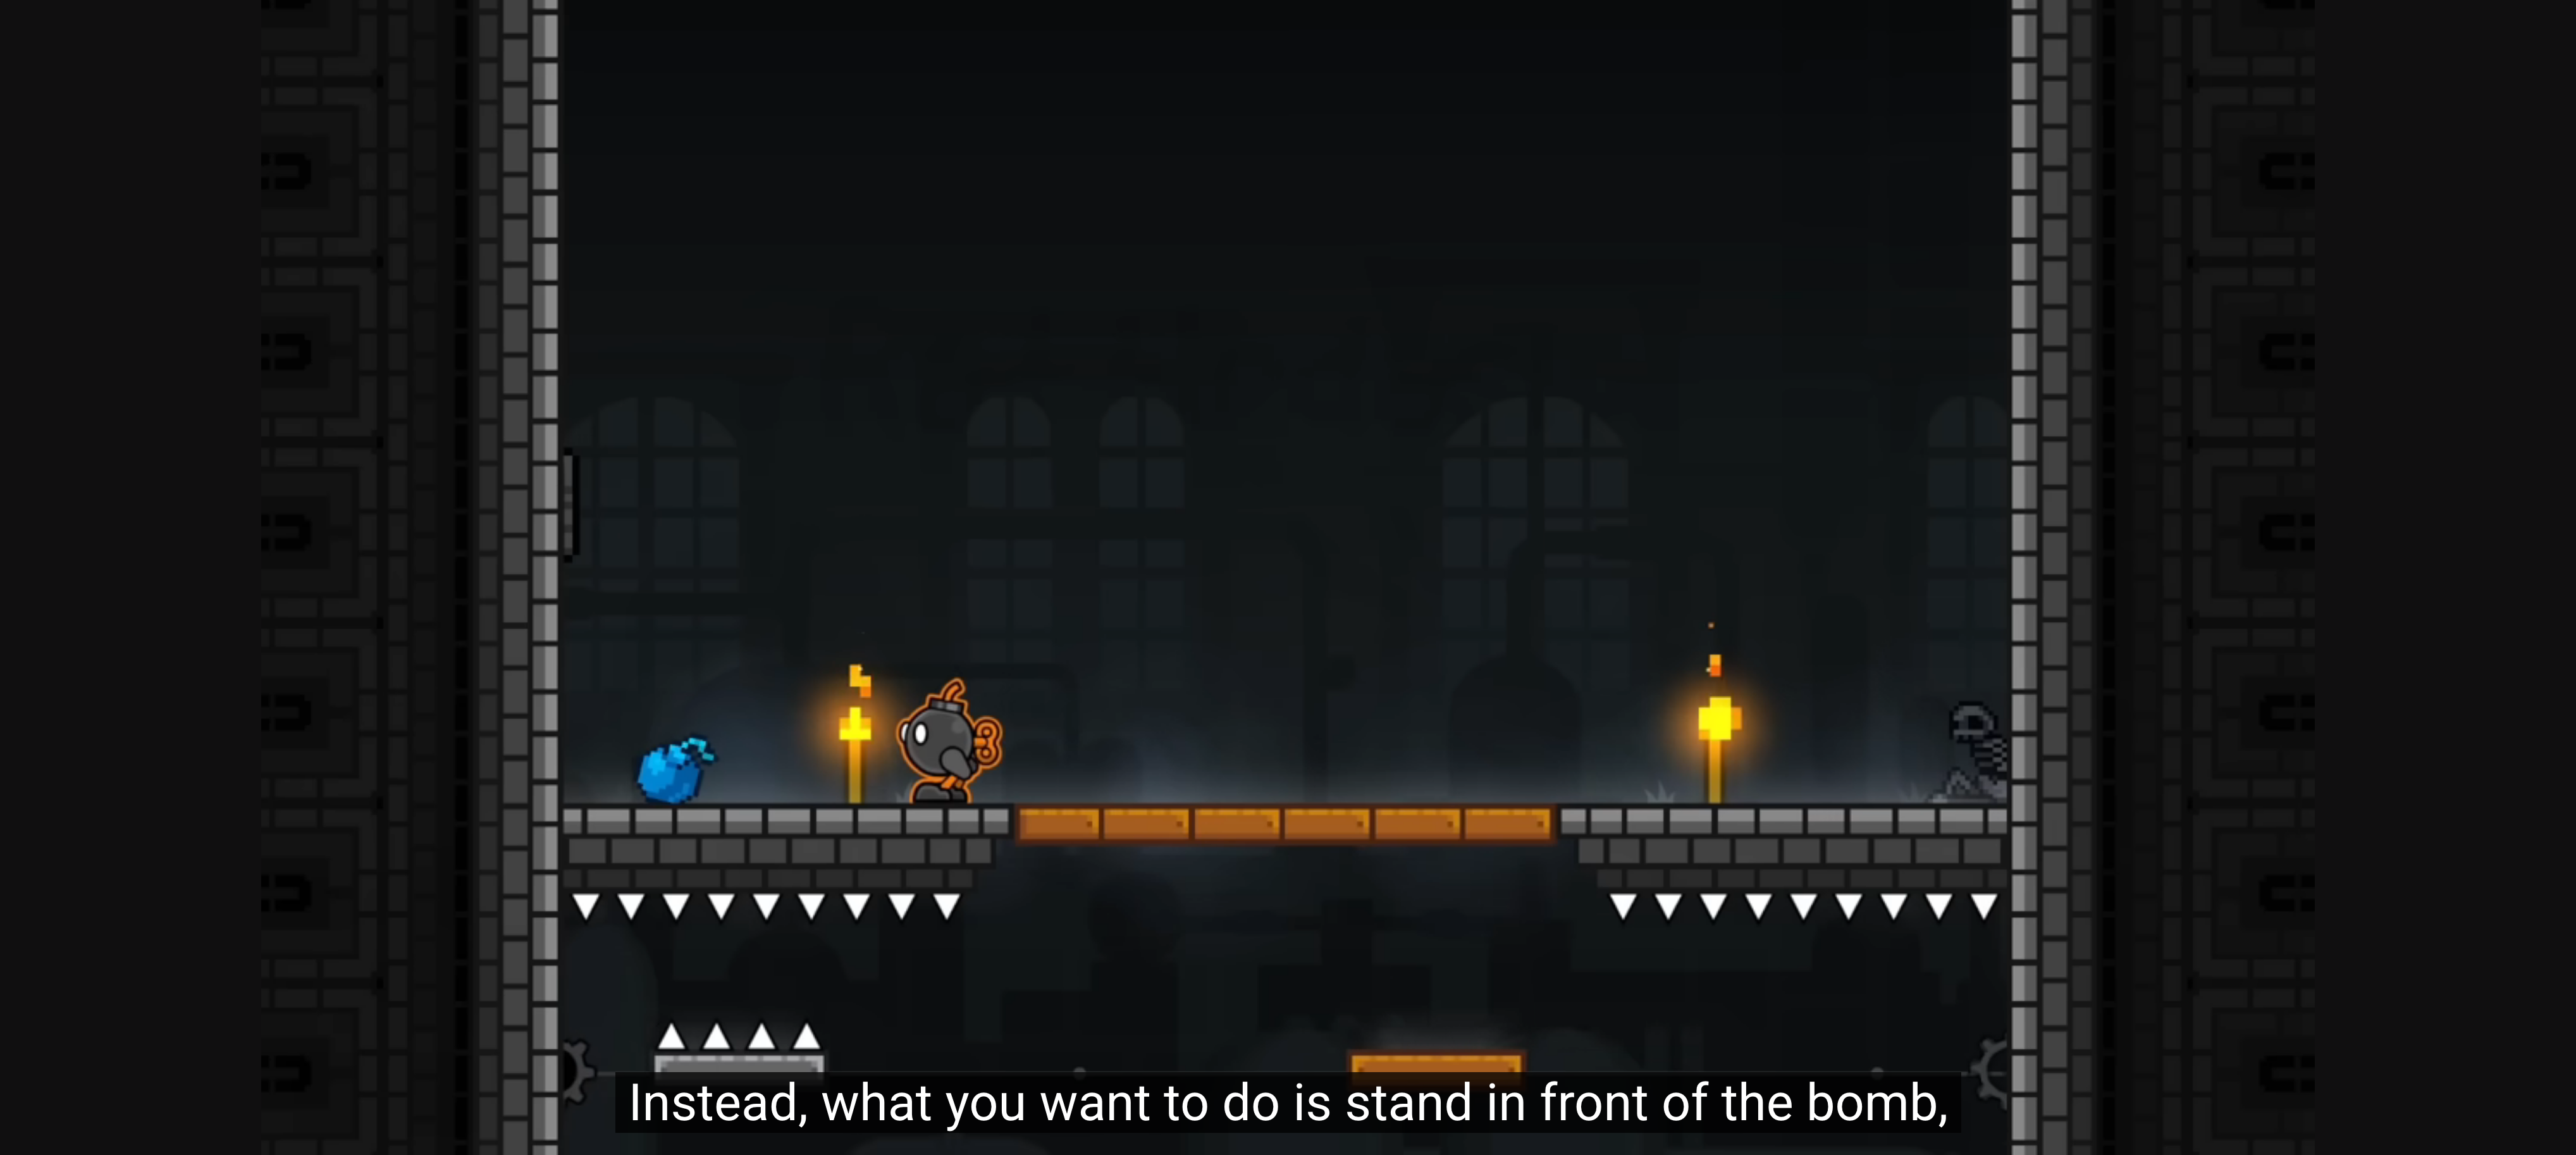 Instead, what you want to do is stand in front of the bomb,